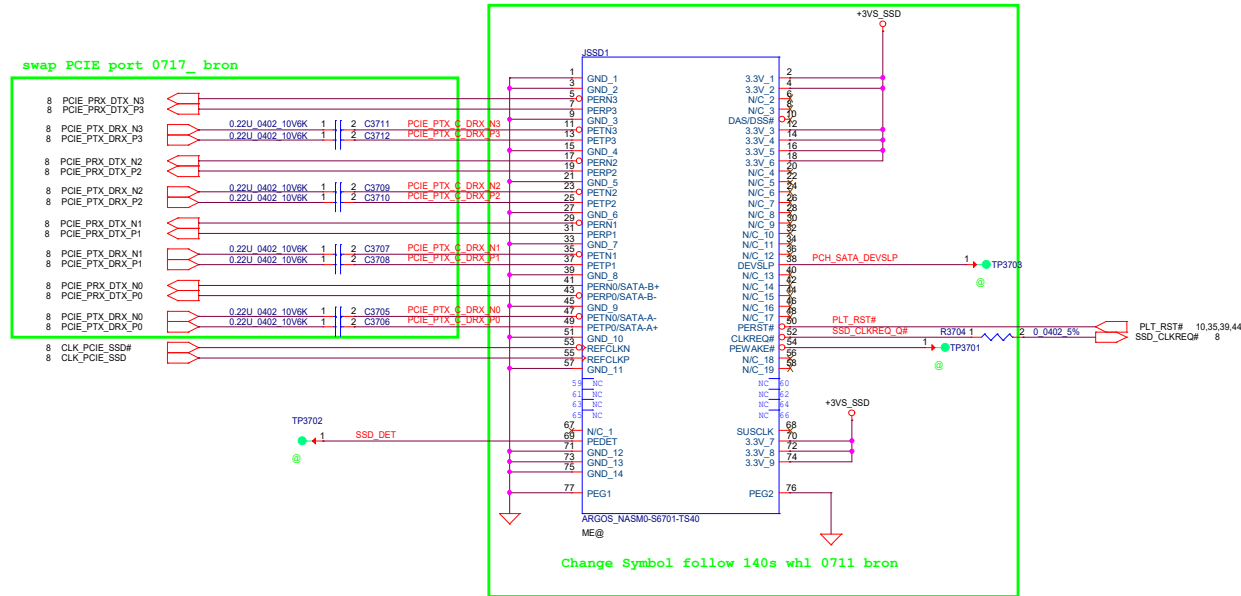 +3VS_SSD
swap PCIE port 0717_ bron
JSSD1
1 GND_1 3.3V_1 2
3 GND_2 3.3V_2 4
8 PCIE_PRX_DTX_N3 5 PERN3 N/C_2 6
8 PCIE_PRX_DTX_P3 7 PERP3 N/C_3 8
9 GND_3 DAS/DSS# 10
8 PCIE_PTX_DRX_N3 0.22U_0402_10V6K 1 2 C3711 PCIE_PTX_C_DRX_N3 11 PETN3 3.3V_3 12
8 PCIE_PTX_DRX_P3 0.22U_0402_10V6K 1 2 C3712 PCIE_PTX_C_DRX_P3 13 PETP3 3.3V_4 14
15 GND_4 3.3V_5 16
8 PCIE_PRX_DTX_N2 17 PERN2 3.3V_6 18
8 PCIE_PRX_DTX_P2 19 PERP2 N/C_4 20
21 GND_5 N/C_5 22
8 PCIE_PTX_DRX_N2 0.22U_0402_10V6K 1 2 C3709 PCIE_PTX_C_DRX_N2 23 PETN2 N/C_6 24
8 PCIE_PTX_DRX_P2 0.22U_0402_10V6K 1 2 C3710 PCIE_PTX_C_DRX_P2 25 PETP2 N/C_7 26
27 GND_6 N/C_8 28
8 PCIE_PRX_DTX_N1 29 PERN1 N/C_9 30
8 PCIE_PRX_DTX_P1 31 PERP1 N/C_10 32
33 GND_7 N/C_11 34
8 PCIE_PTX_DRX_N1 0.22U_0402_10V6K 1 2 C3707 PCIE_PTX_C_DRX_N1 35 PETN1 N/C_12 36
8 PCIE_PTX_DRX_P1 0.22U_0402_10V6K 1 2 C3708 PCIE_PTX_C_DRX_P1 37 PETP1 DEVSLP 38 PCH_SATA_DEVSLP 1 TP3703
39 GND_8 N/C_13 40
8 PCIE_PRX_DTX_N0 41 PERN0/SATA-B+ N/C_14 42 @
8 PCIE_PRX_DTX_P0 43 PERP0/SATA-B- N/C_15 44
45 GND_9 N/C_16 46
8 PCIE_PTX_DRX_N0 0.22U_0402_10V6K 1 2 C3705 PCIE_PTX_C_DRX_N0 47 PETN0/SATA-A- N/C_17 48
8 PCIE_PTX_DRX_P0 0.22U_0402_10V6K 1 2 C3706 PCIE_PTX_C_DRX_P0 49 PETP0/SATA-A+ PERST# 50 PLT_RST# PLT_RST# 10,35,39,44
51 GND_10 CLKREQ# 52 SSD_CLKREQ_Q# R3704 1 2 0_0402_5% SSD_CLKREQ# 8
8 CLK_PCIE_SSD# 53 REFCLKN PEWAKE# 54 1 TP3701
8 CLK_PCIE_SSD 55 REFCLKP N/C_18 56
57 GND_11 N/C_19 58 @
59 NC NC 60
61 NC NC 62
63 NC NC 64
65 NC NC 66
+3VS_SSD
TP3702
67 N/C_1 SUSCLK 68
1 SSD_DET 69 PEDET 3.3V_7 70
71 GND_12 3.3V_8 72
@ 73 GND_13 3.3V_9 74
75 GND_14
77 PEG1 PEG2 76
ARGOS_NASM0-S6701-TS40
ME@
Change Symbol follow 140s whl 0711 bron